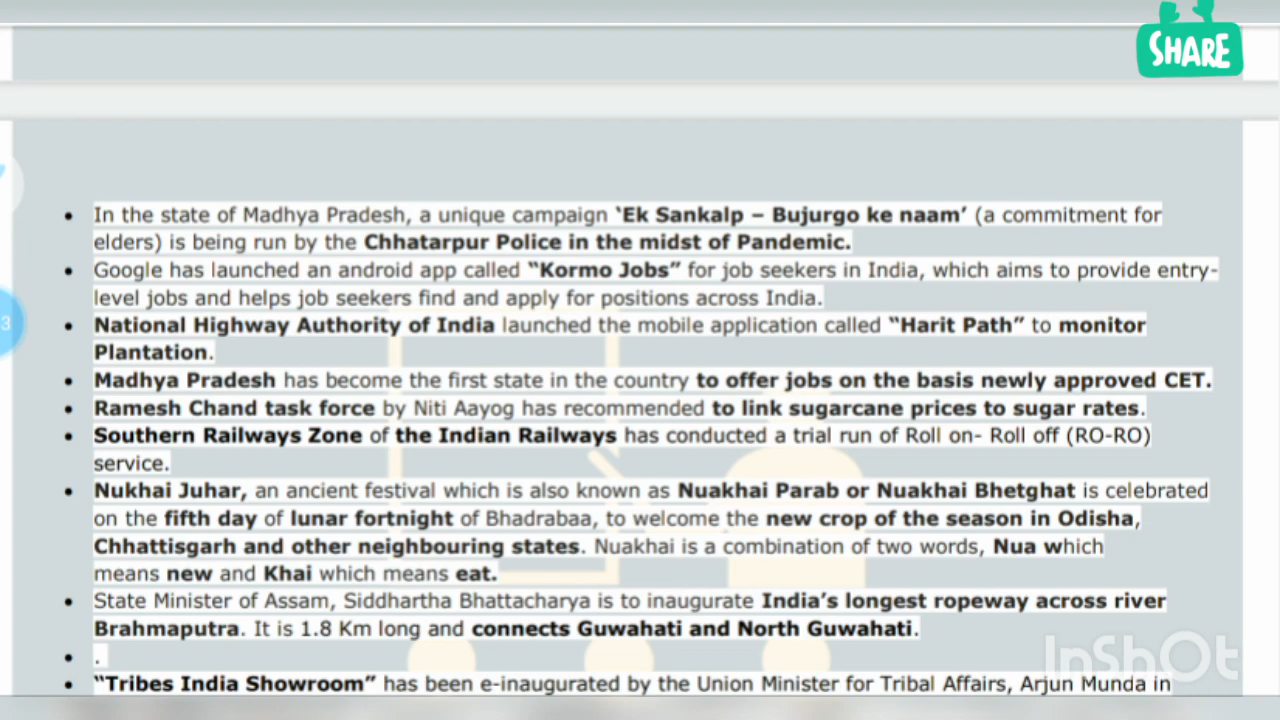 SHARE
• In the state of Madhya Pradesh, a unique campaign ‘Ek Sankalp – Bujurgo ke naam’ (a commitment for
elders) is being run by the Chhatarpur Police in the midst of Pandemic.
• Google has launched an android app called “Kormo Jobs” for job seekers in India, which aims to provide entry-
level jobs and helps job seekers find and apply for positions across India.
• National Highway Authority of India launched the mobile application called “Harit Path” to monitor
Plantation.
• Madhya Pradesh has become the first state in the country to offer jobs on the basis newly approved CET.
• Ramesh Chand task force by Niti Aayog has recommended to link sugarcane prices to sugar rates.
• Southern Railways Zone of the Indian Railways has conducted a trial run of Roll on- Roll off (RO-RO)
service.
• Nukhai Juhar, an ancient festival which is also known as Nuakhai Parab or Nuakhai Bhetghat is celebrated
on the fifth day of lunar fortnight of Bhadrabaa, to welcome the new crop of the season in Odisha,
Chhattisgarh and other neighbouring states. Nuakhai is a combination of two words, Nua which
means new and Khai which means eat.
• State Minister of Assam, Siddhartha Bhattacharya is to inaugurate India’s longest ropeway across river
Brahmaputra. It is 1.8 Km long and connects Guwahati and North Guwahati.
• .
• “Tribes India Showroom” has been e-inaugurated by the Union Minister for Tribal Affairs, Arjun Munda in
3
InShOt